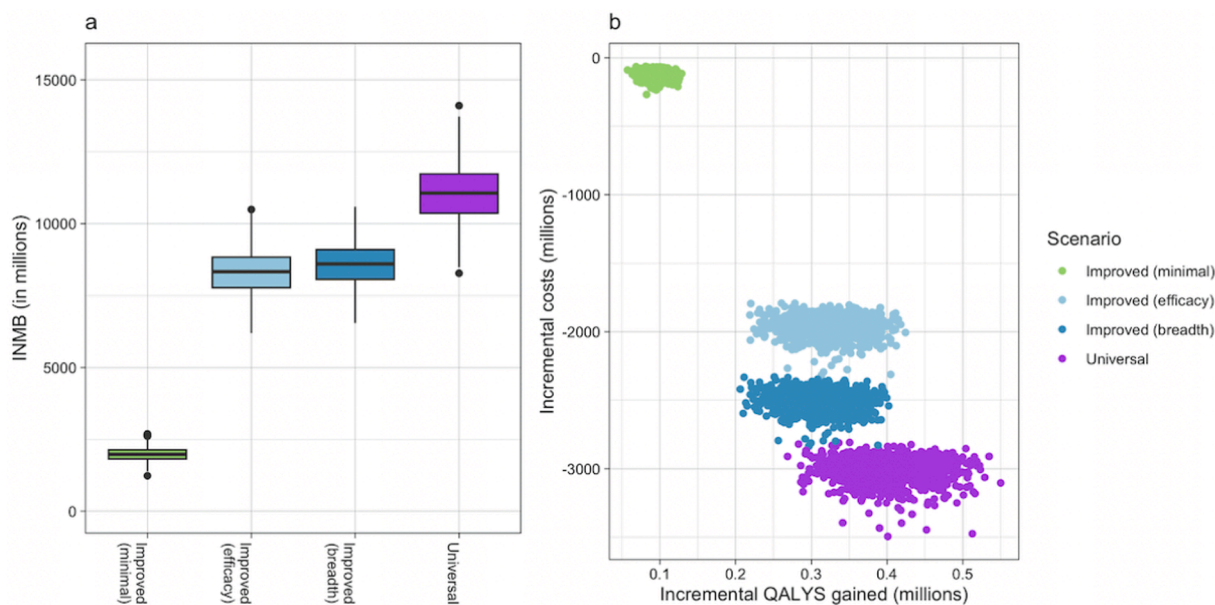 a
INMB (in millions)
15000
10000
5000
0
Improved
(minimal)
Improved
(efficacy)
Improved
(breadth)
Universal
b
Incremental costs (millions)
0
-1000
-2000
-3000
0.1
0.2
0.3
0.4
0.5
Incremental QALYS gained (millions)
Scenario
Improved (minimal)
Improved (efficacy)
Improved (breadth)
Universal